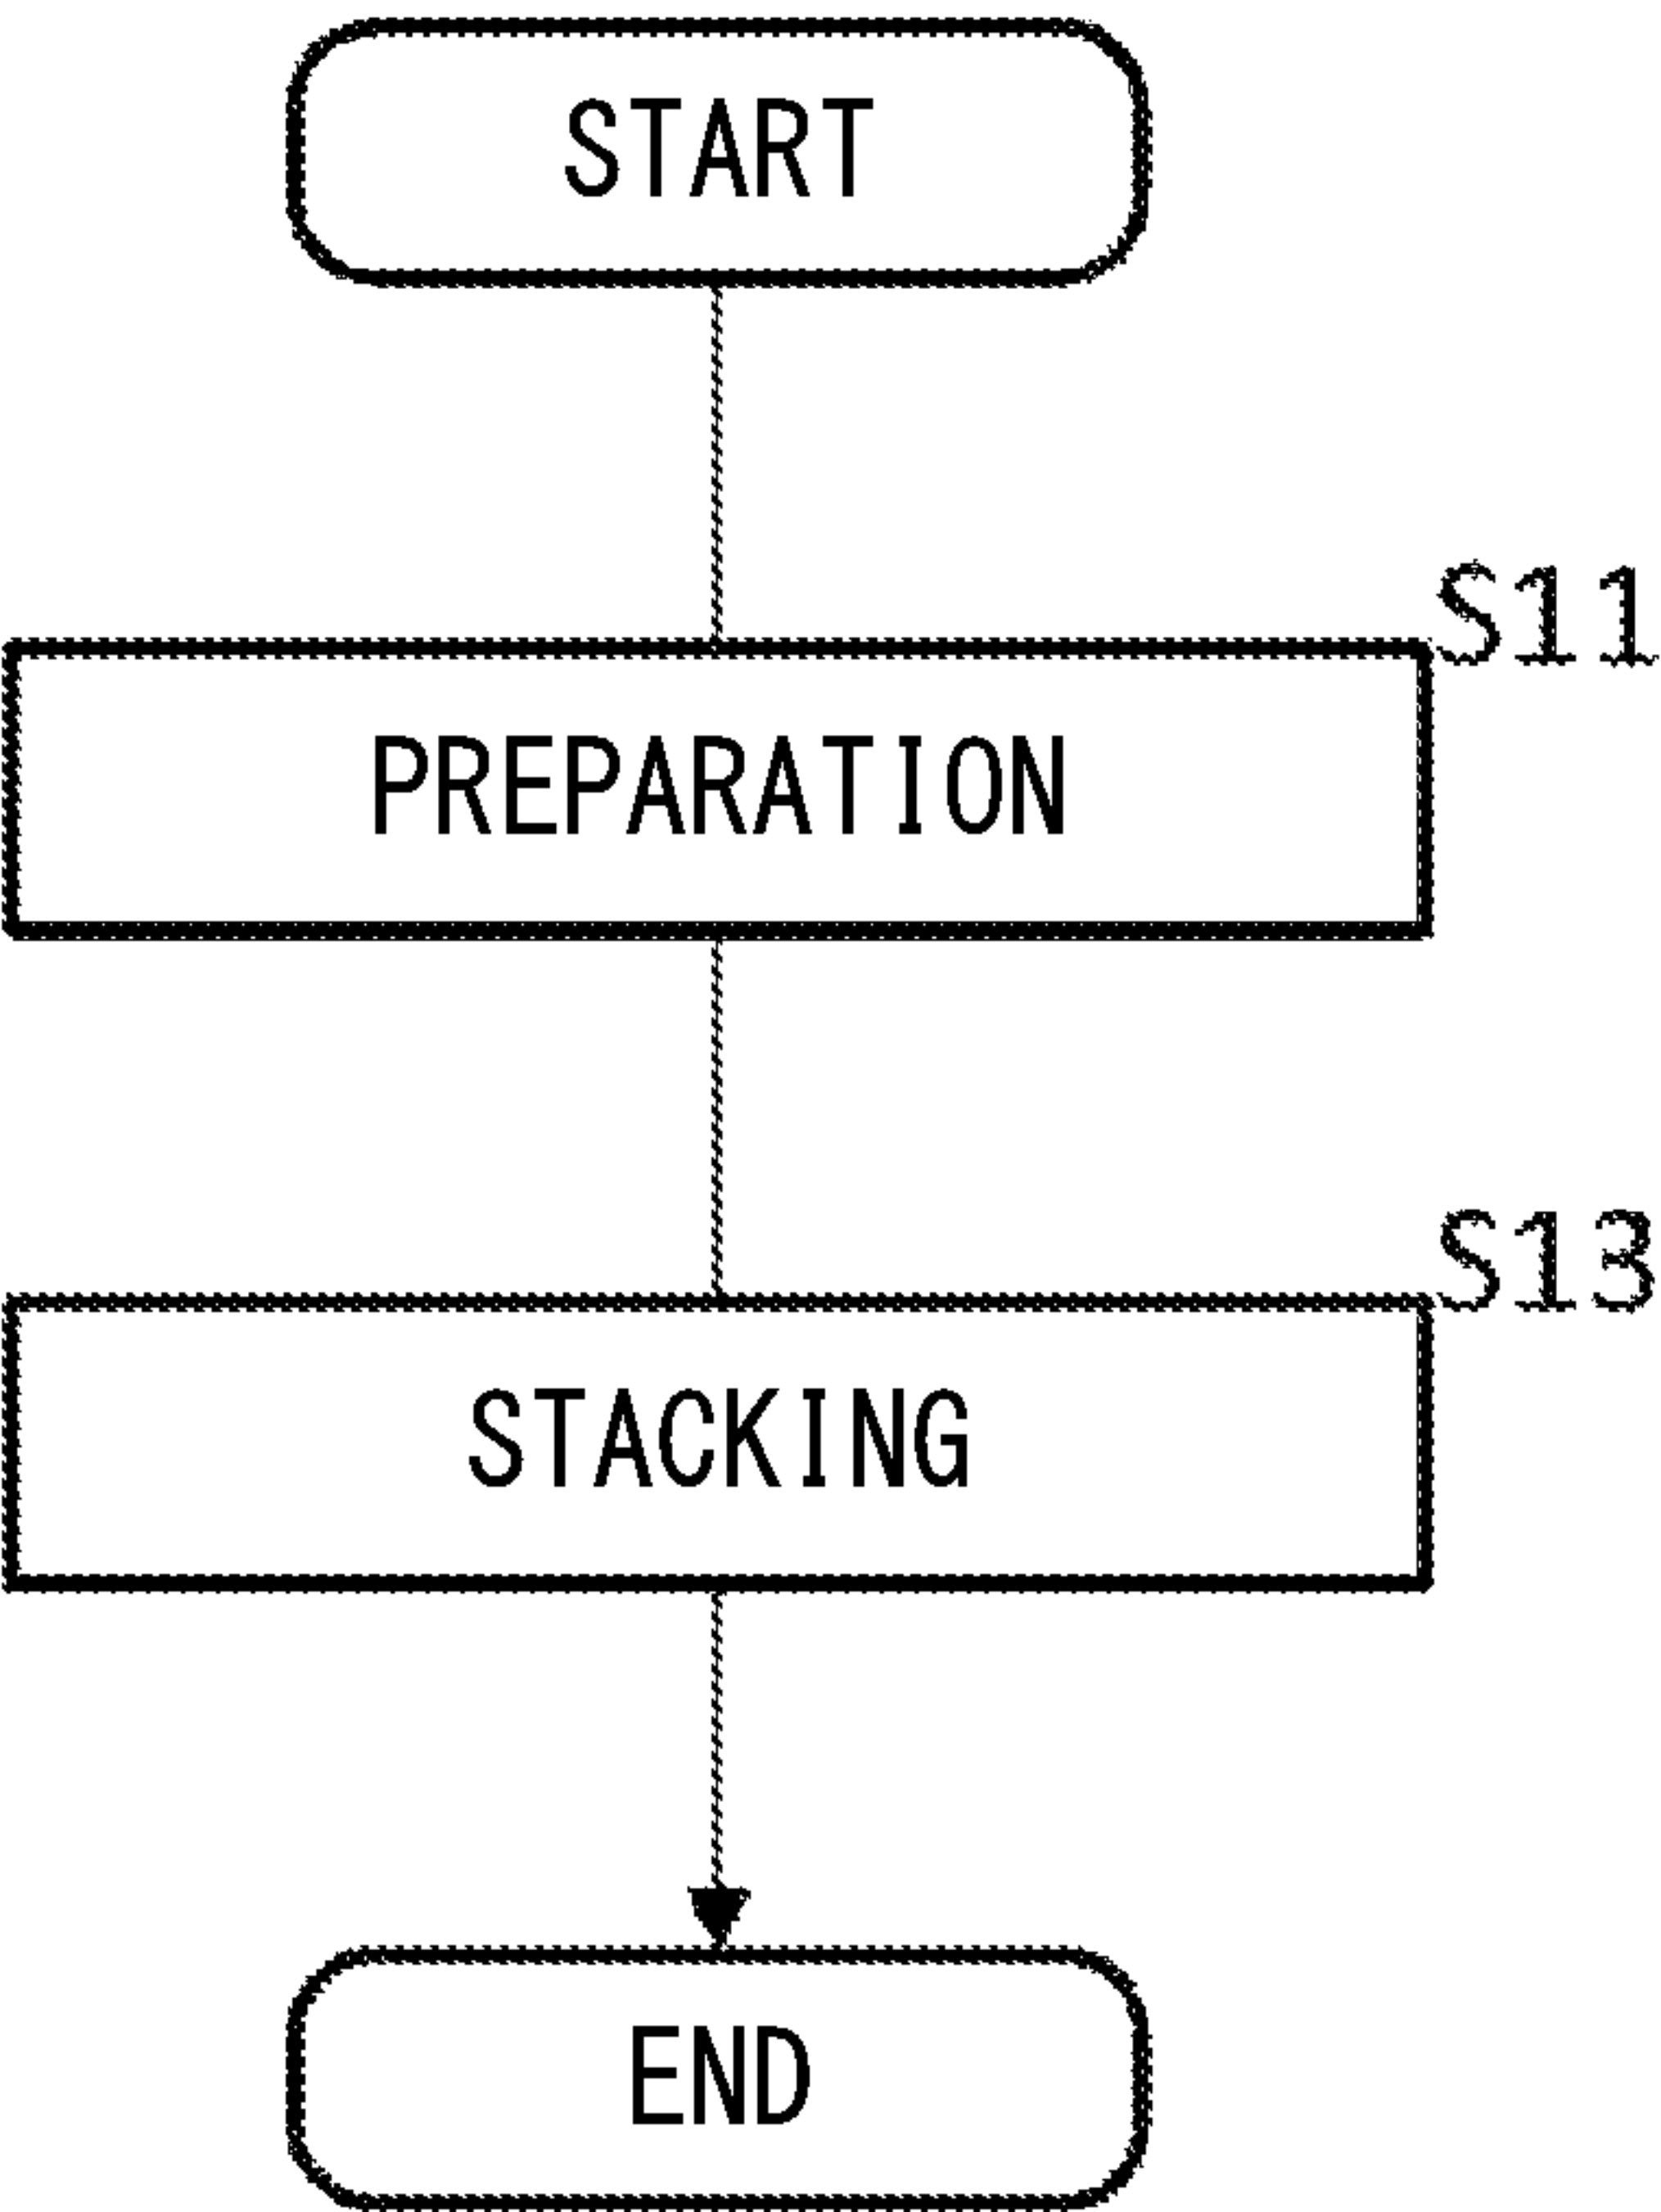 START
S11
PREPARATION
S13
STACKING
END